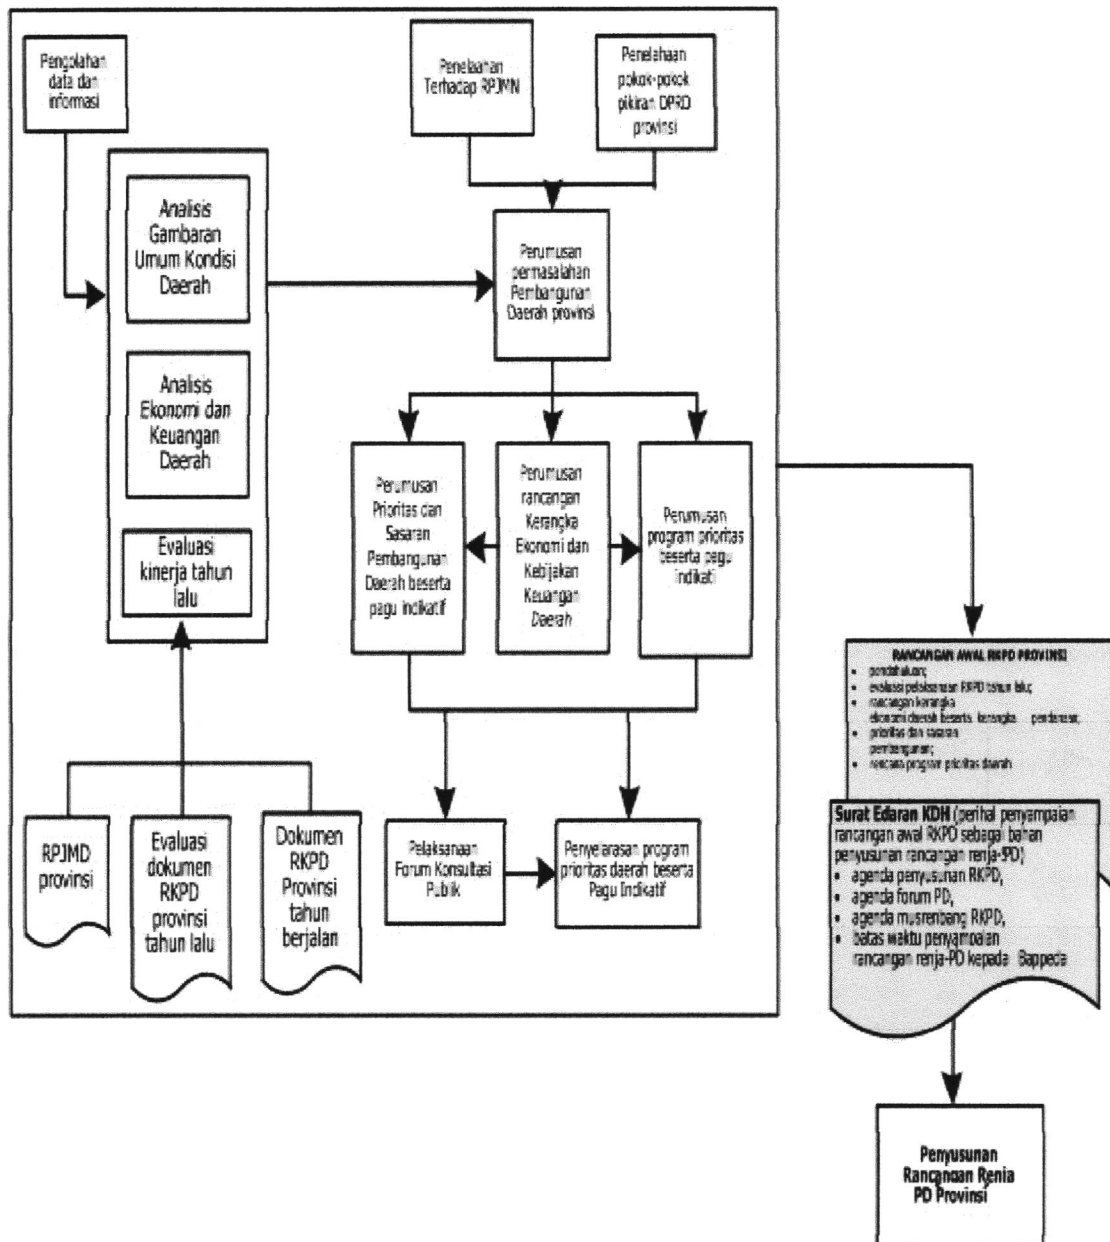 Pengolahan
data dan
informasi
Penelaahan
Terhadap RPJMN
Penelahaan
pokok-pokok
pikiran DPRD
provinsi
Analisis
Gambaran
Umum Kondisi
Daerah
Analisis
Ekonomi dan
Keuangan
Daerah
Evaluasi
kinerja tahun
lalu
Perumusan
permasalahan
Pembangunan
Daerah provinsi
Perumusan
Prioritas dan
Sasaran
Pembangunan
Daerah beserta
pagu indikatif
Perumusan
rancangan
Kerangka
Ekonomi dan
Kebijakan
Keuangan
Daerah
Perumusan
program prioritas
beserta pagu
indikati
RPJMD
provinsi
Evaluasi
dokumen
RKPD
provinsi
tahun lalu
Dokumen
RKPD
Provinsi
tahun
berjalan
Pelaksanaan
Forum Konsultasi
Publik
Penyelarasan program
prioritas daerah beserta
Pagu Indikatif
RANCANGAN AWAL RKPD PROVINSI
• pendahuluan;
• evaluasi pelaksanaan RKPD tahun lalu;
• rancangan kerangka
ekonomi daerah beserta kerangka pendanaan;
• prioritas dan sasaran
pembangunan;
• rencana program prioritas daerah
Surat Edaran KDH (perihal penyampaian
rancangan awal RKPD sebagai bahan
penyusunan rancangan renja-SPD)
• agenda penyusunan RKPD,
• agenda forum PD,
• agenda musrenbang RKPD,
• batas waktu penyampaian
rancangan renja-PD kepada Bappeda
Penyusunan
Rancangan Renja
PD Provinsi